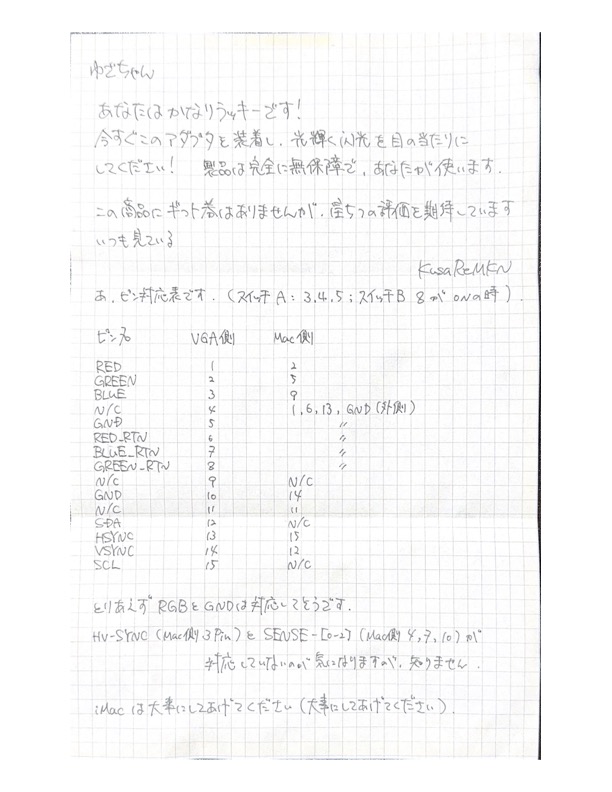 ゆざちゃん
あなたはかなりラッキーです!
今すぐこのアダプタを装着し、光輝く閃光を目の当たりに
してください! 製品は完全に無保障で、あなたが使います.
この商品にギフト券はありませんが、星5つの評価を期待しています
いつも見ている
KusaReMKN
あ、ピン対応表です. (スイッチA: 3.4.5; スイッチB 8がONの時).
ピン名 VGA側 Mac側
RED 1 2
GREEN 2 5
BLUE 3 9
N/C 4 1,6,13, GND(外側)
GND 5 〃
RED_RTN 6 〃
BLUE_RTN 7 〃
GREEN_RTN 8 〃
N/C 9 N/C
GND 10 14
N/C 11 11
SDA 12 N/C
HSYNC 13 15
VSYNC 14 12
SCL 15 N/C
とりあえず RGBとGNDは対応してそうです.
HV-SYNC (Mac側3Pin) と SENSE-[0-2] (Mac側 4,7,10) が
対応していないのが気になりますが、知りません.
iMacは大事にしてあげてください(大事にしてあげてください).